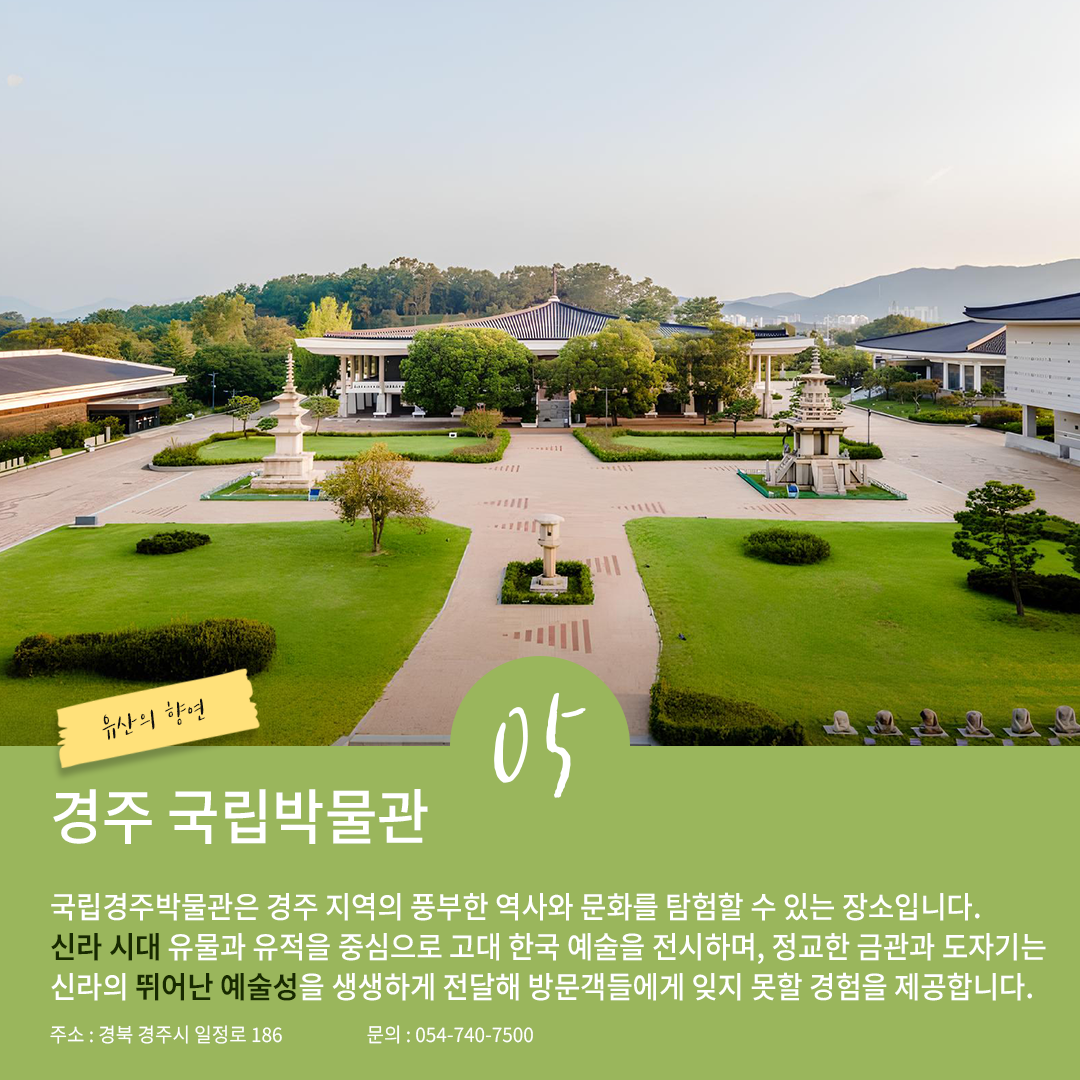 유산의 향연
05
경주 국립박물관
국립경주박물관은 경주 지역의 풍부한 역사와 문화를 탐험할 수 있는 장소입니다.
신라 시대 유물과 유적을 중심으로 고대 한국 예술을 전시하며, 정교한 금관과 도자기는
신라의 뛰어난 예술성을 생생하게 전달해 방문객들에게 잊지 못할 경험을 제공합니다.
주소 : 경북 경주시 일정로 186 문의 : 054-740-7500